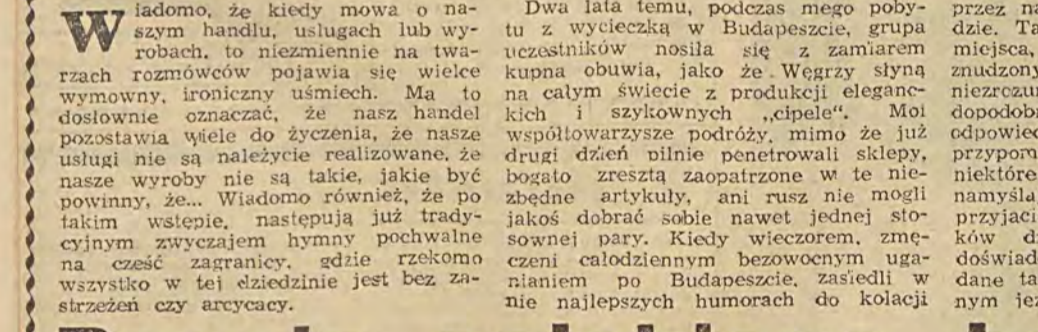 Wiadomo, że kiedy mowa o na-
szym handlu, usługach lub wy-
robach, to niezmiennie na twa-
rzach rozmówców pojawia się wielce
wymowny, ironiczny uśmiech. Ma to
dosłownie oznaczać, że nasz handel
pozostawia wiele do życzenia, że nasze
usługi nie są należycie realizowane, że
nasze wyroby nie są takie, jakie być
powinny, że... Wiadomo również, że po
takim wstępie, następują już trady-
cyjnym zwyczajem hymny pochwalne
na cześć zagranicy, gdzie rzekomo
wszystko w tej dziedzinie jest bez za-
strzeżeń czy arcycacy.
Dwa lata temu, podczas mego poby-
tu z wycieczką w Budapeszcie, grupa
uczestników nosiła się z zamiarem
kupna obuwia, jako że Węgrzy słyną
na całym świecie z produkcji eleganc-
kich i szykownych „cipele“. Moi
współtowarzysze podróży, mimo że już
drugi dzień pilnie penetrowali sklepy,
bogato zresztą zaopatrzone w te nie-
zbędne artykuły, ani rusz nie mogli
jakoś dobrać sobie nawet jednej sto-
sownej pary. Kiedy wieczorem, zmę-
czeni całodziennym bezowocnym uga-
nianiem po Budapeszcie, zasiedli w
nie najlepszych humorach do kolacji
przez na
dzie. Ta
miejsca,
znudzony
niezrozum
dopodobn
odpowied
przypom
niektóre
namyśla
przyjaci
ków d
doświad
dane ta
nym jez